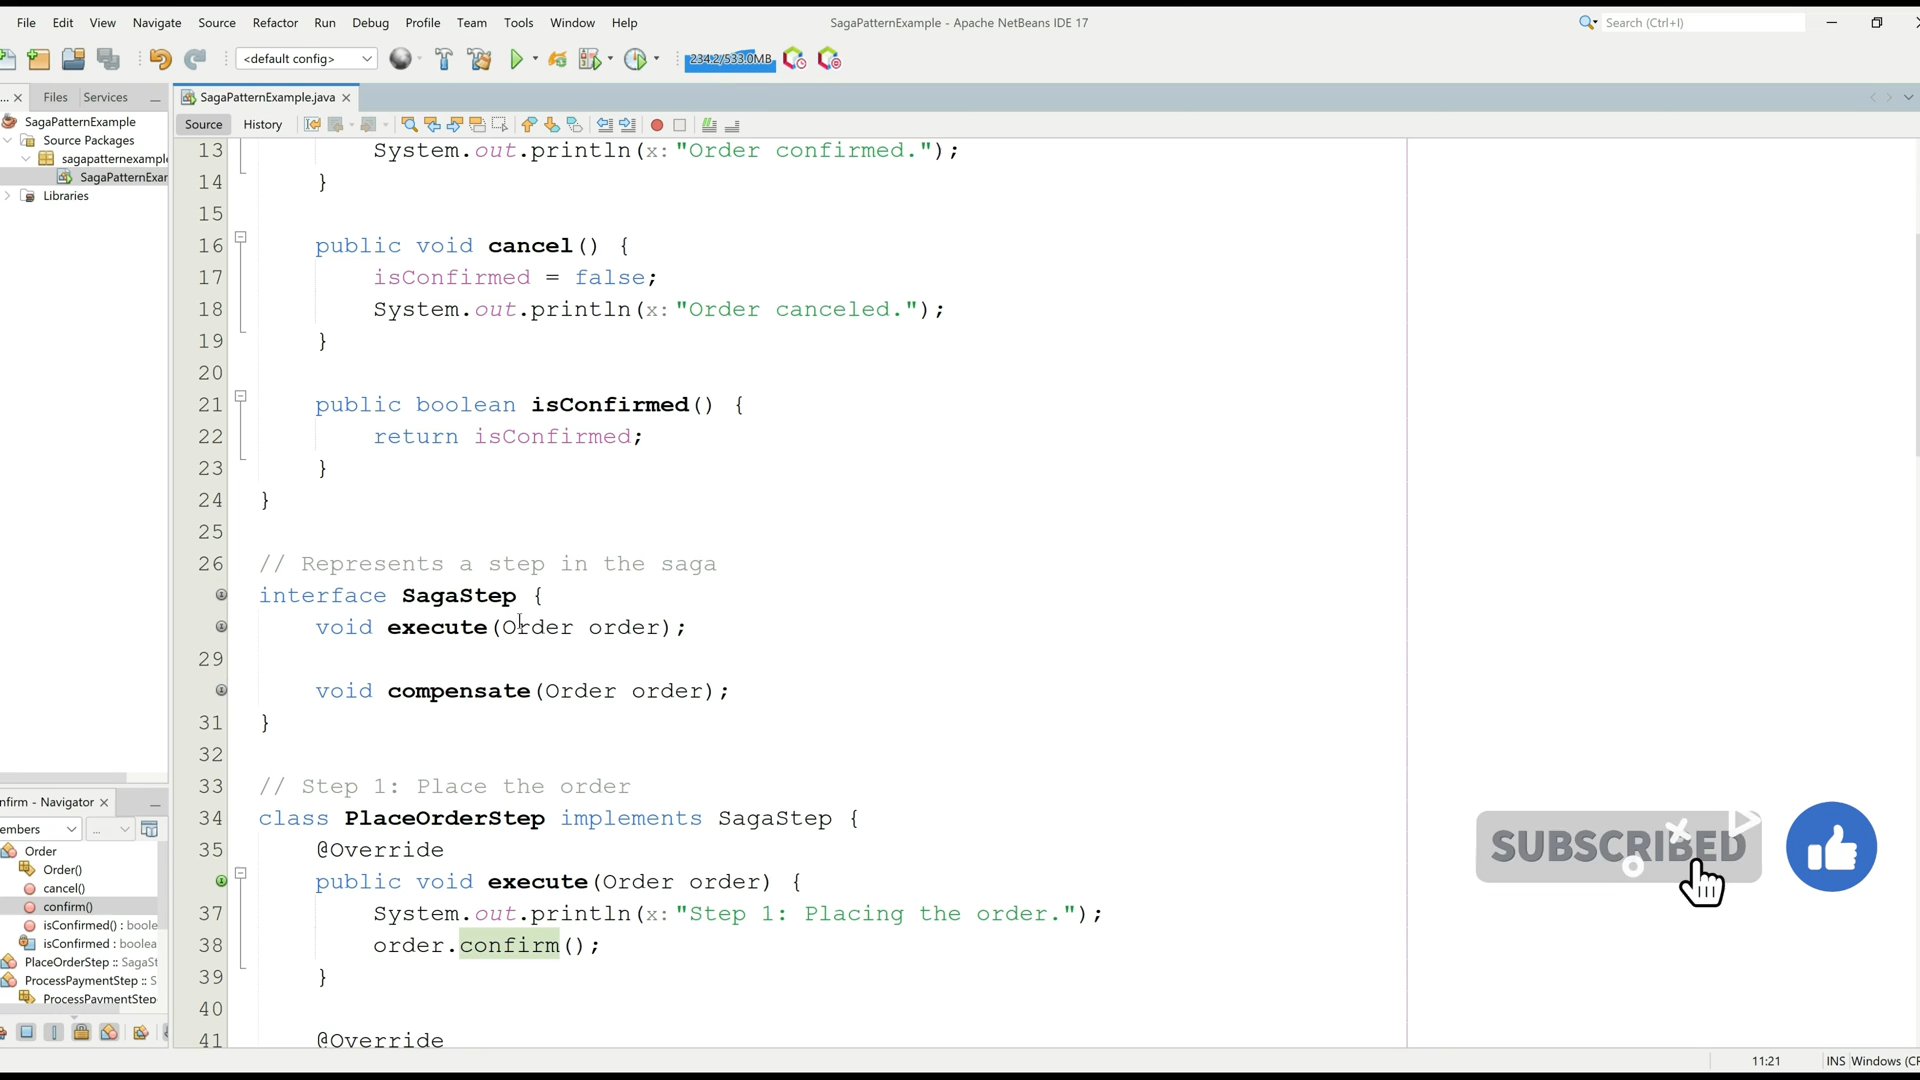 File Edit View Navigate Source Refactor Run Debug Profile Team Tools Window Help
SagaPatternExample - Apache NetBeans IDE 17
Search (Ctrl+I)
<default config>
234.2/533.0MB
... Files Services
SagaPatternExample.java
SagaPatternExample
Source Packages
sagapatternexample
SagaPatternExar
Libraries
Source History
13 System.out.println(x:"Order confirmed.");
14 }
15
16 public void cancel() {
17 isConfirmed = false;
18 System.out.println(x:"Order canceled.");
19 }
20
21 public boolean isConfirmed() {
22 return isConfirmed;
23 }
24 }
25
26 // Represents a step in the saga
interface SagaStep {
void execute(Order order);
29
void compensate(Order order);
31 }
32
33 // Step 1: Place the order
34 class PlaceOrderStep implements SagaStep {
35 @Override
public void execute(Order order) {
37 System.out.println(x:"Step 1: Placing the order.");
38 order.confirm();
39 }
40
41 @Override
nfirm - Navigator
embers ...
Order
Order()
cancel()
confirm()
isConfirmed() : boole
isConfirmed : boolea
PlaceOrderStep :: SagaSt
ProcessPaymentStep :: S
ProcessPaymentStep
SUBSCRIBED
11:21 INS Windows (CR